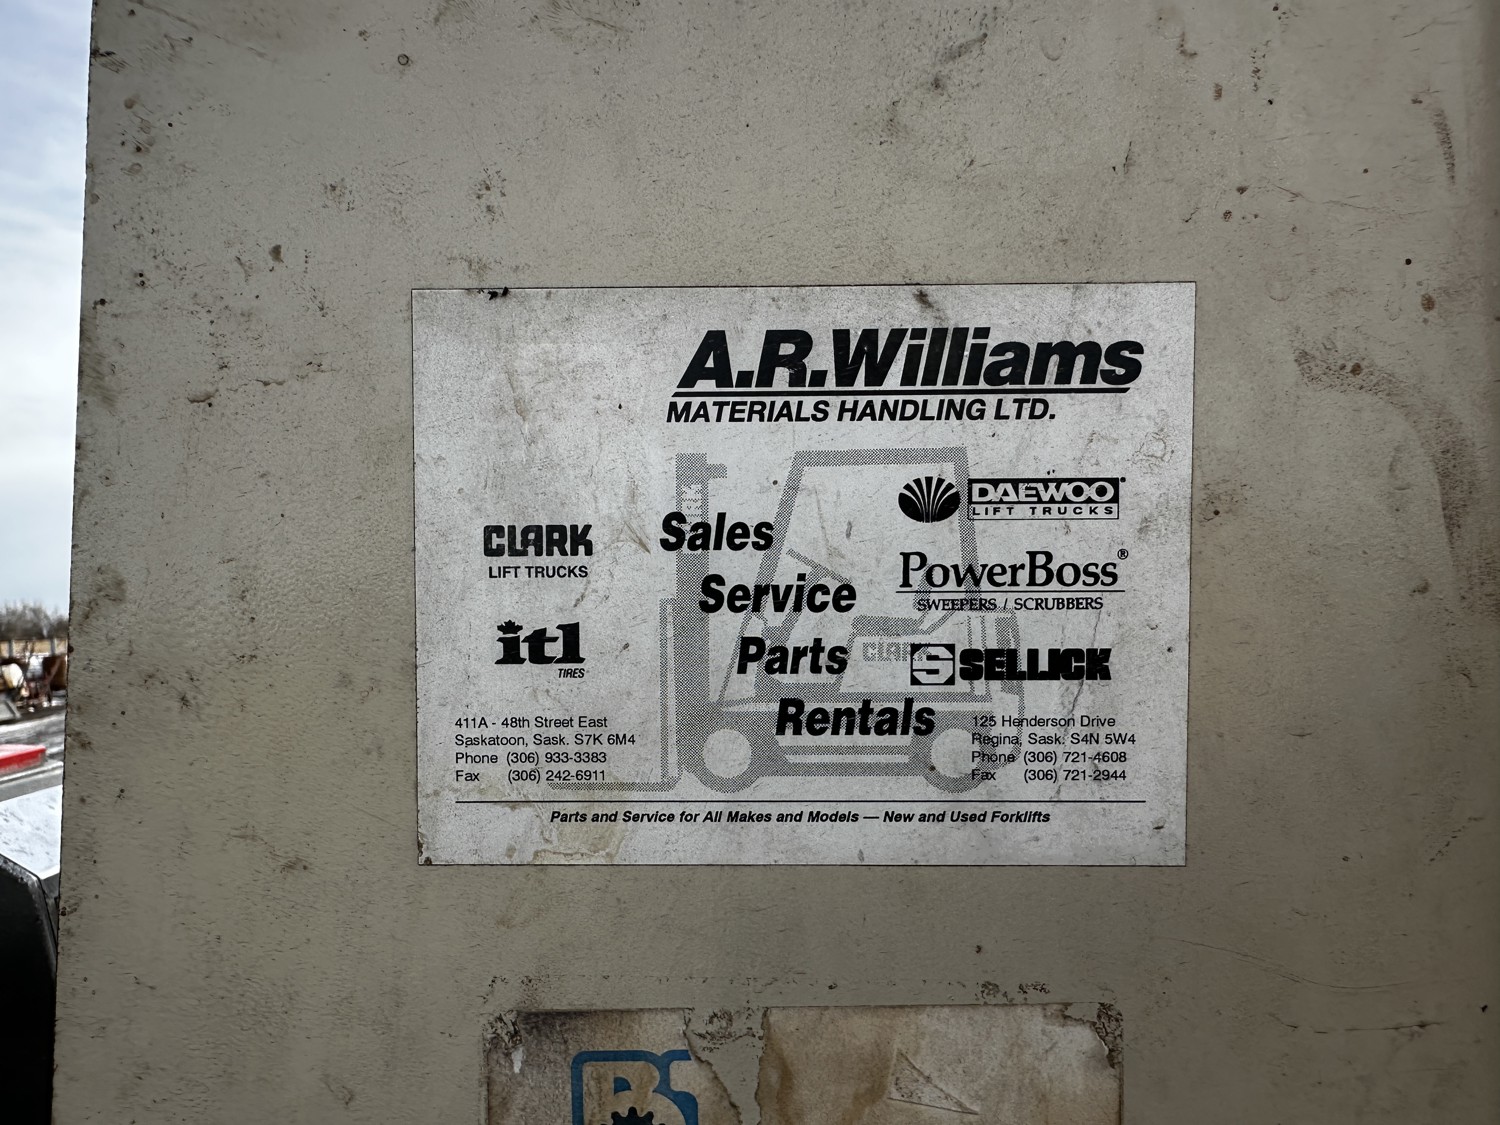 A.R.Williams
MATERIALS HANDLING LTD.
CLARK
LIFT TRUCKS
itl
TIRES
Sales
Service
Parts
Rentals
DAEWOO
LIFT TRUCKS
PowerBoss®
SWEEPERS / SCRUBBERS
CLARK
S SELLICK
411A - 48th Street East
Saskatoon, Sask. S7K 6M4
Phone (306) 933-3383
Fax (306) 242-6911
125 Henderson Drive
Regina, Sask. S4N 5W4
Phone (306) 721-4608
Fax (306) 721-2944
Parts and Service for All Makes and Models — New and Used Forklifts